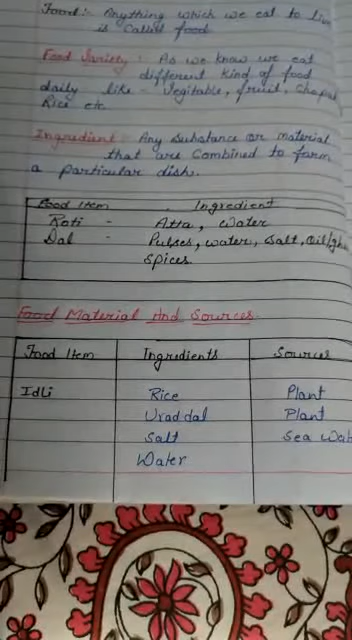 Food:- Anything which we eat to live
is called food.
Food Variety:- As we know we eat
different kind of food
daily like - Vegitable, fruit, Chapati
Rice etc
Ingredient:- Any substance or material
that are combined to form
a particular dish.
Food Item Ingredient
Roti - Atta, Water
Dal - Pulses, water, Salt, Oil/gh
Spices.
Food Material And Sources.
Food Item Ingredients Sources
Idli Rice Plant
Urad dal Plant
Salt Sea Wat
Water